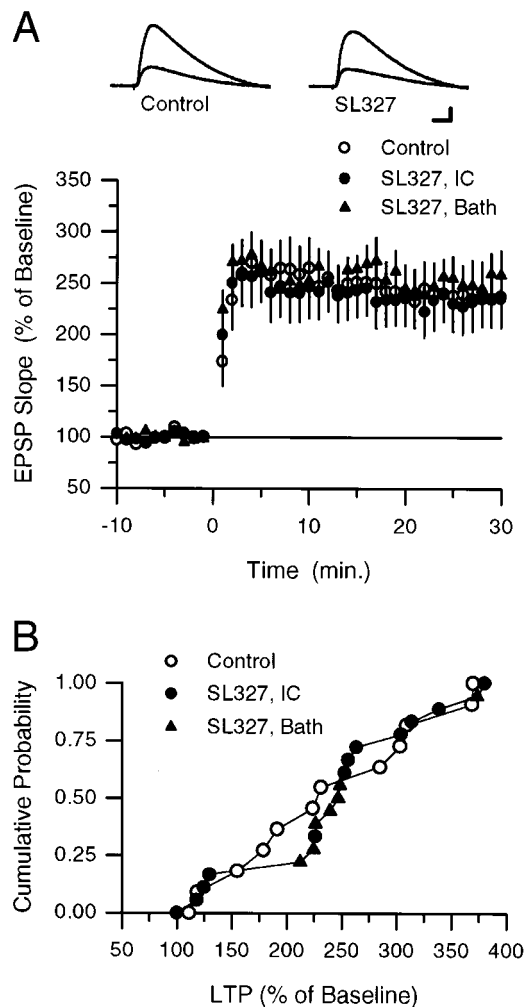 A
Control
SL327
Control
SL327, IC
SL327, Bath
350
300
250
200
150
100
50
EPSP Slope (% of Baseline)
-10
0
10
20
30
Time (min.)
B
Control
SL327, IC
SL327, Bath
1.00
0.75
0.50
0.25
0.00
Cumulative Probability
50
100
150
200
250
300
350
400
LTP (% of Baseline)